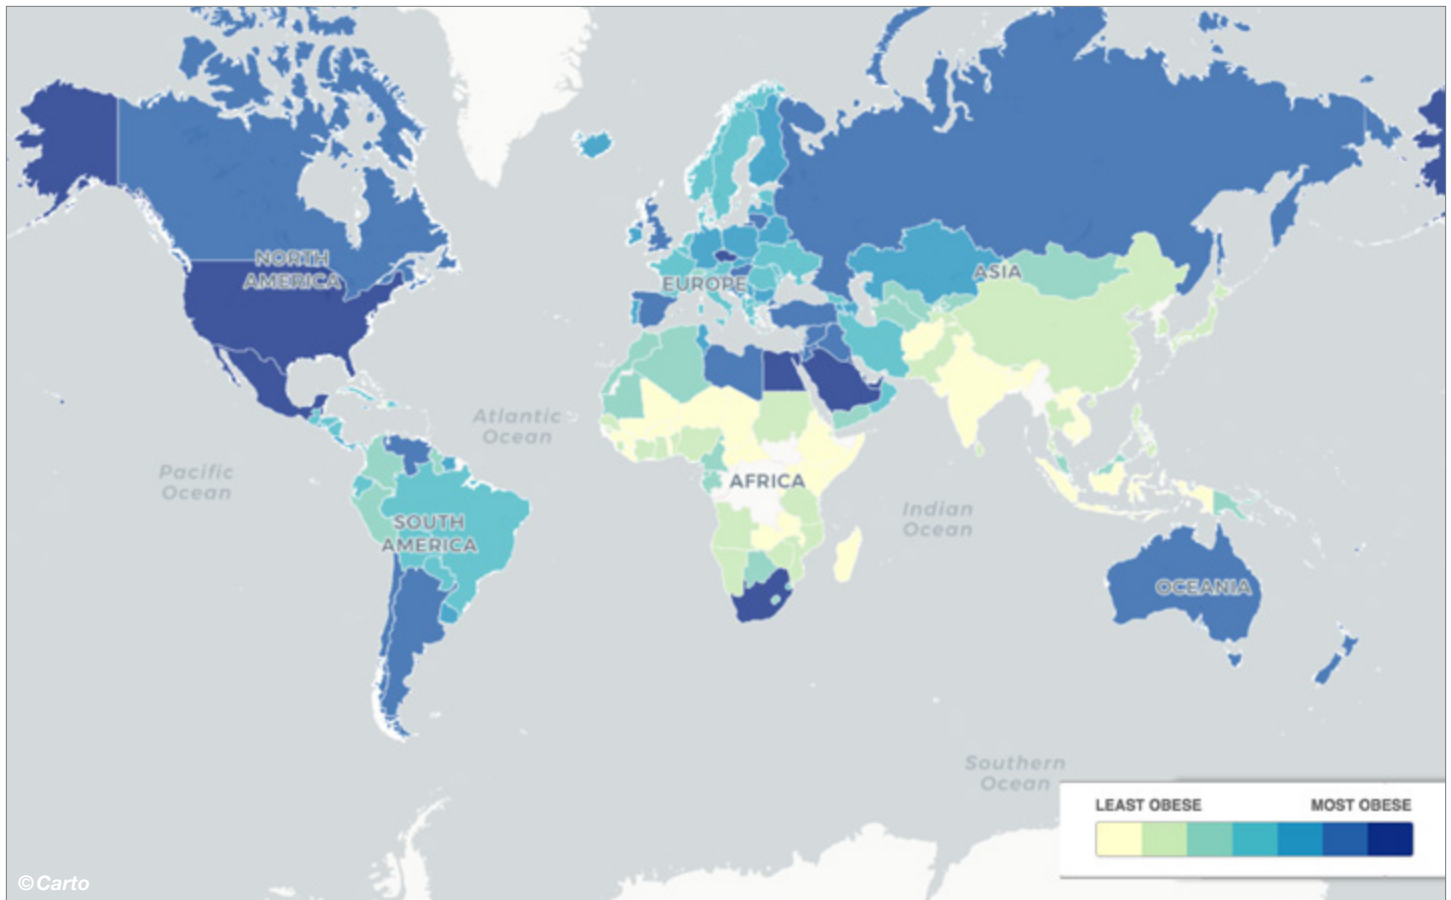 NORTH
AMERICA
EUROPE
ASIA
Atlantic
Ocean
Pacific
Ocean
AFRICA
SOUTH
AMERICA
Indian
Ocean
OCEANIA
Southern
Ocean
LEAST OBESE MOST OBESE
©Carto